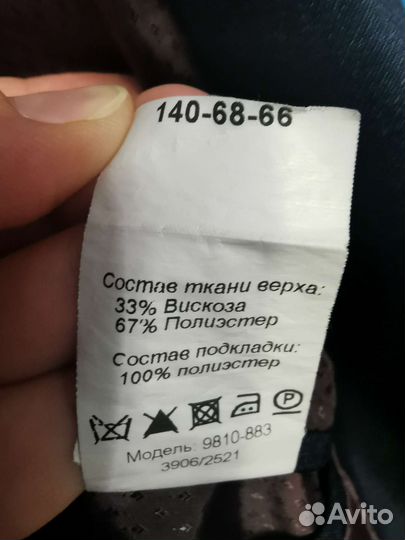 140-68-66
Состав ткани верха:
33% Вискоза
67% Полиэстер
Состав подкладки:
100% полиэстер
P
Модель: 9810-883
3906/2521
Avito